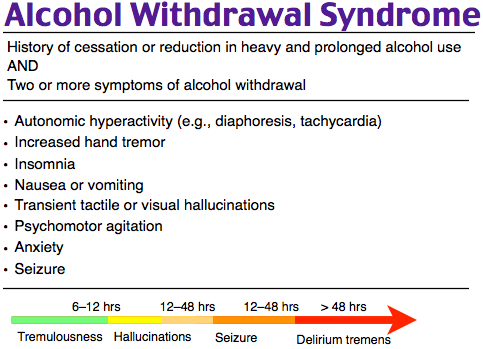 Alcohol Withdrawal Syndrome
History of cessation or reduction in heavy and prolonged alcohol use
AND
Two or more symptoms of alcohol withdrawal
• Autonomic hyperactivity (e.g., diaphoresis, tachycardia)
• Increased hand tremor
• Insomnia
• Nausea or vomiting
• Transient tactile or visual hallucinations
• Psychomotor agitation
• Anxiety
• Seizure
6–12 hrs 12–48 hrs 12–48 hrs > 48 hrs
Tremulousness Hallucinations Seizure Delirium tremens